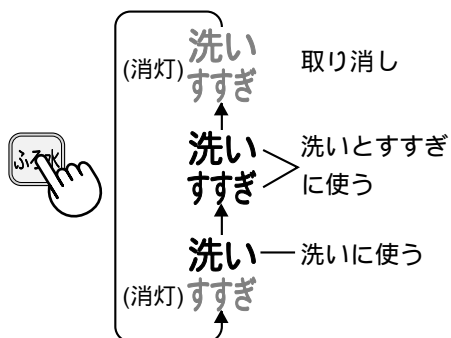 洗い
(消灯)すすぎ
取り消し
ふろ水
洗い
すすぎ
洗いとすすぎ
に使う
洗い
洗いに使う
(消灯)すすぎ